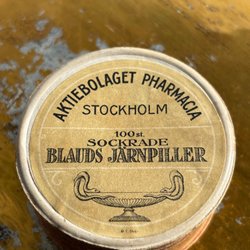 AKTIEBOLAGET PHARMACIA
STOCKHOLM
100 st.
SOCKRADE
BLAUDS JÄRNPILLER